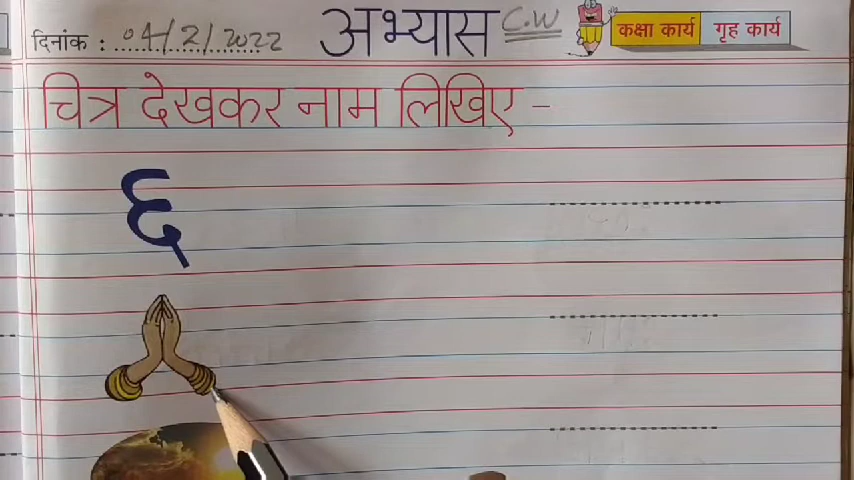 दिनांक : 04/2/2022 अभ्यास C.W कक्षा कार्य गृह कार्य
चित्र देखकर नाम लिखिए -
६